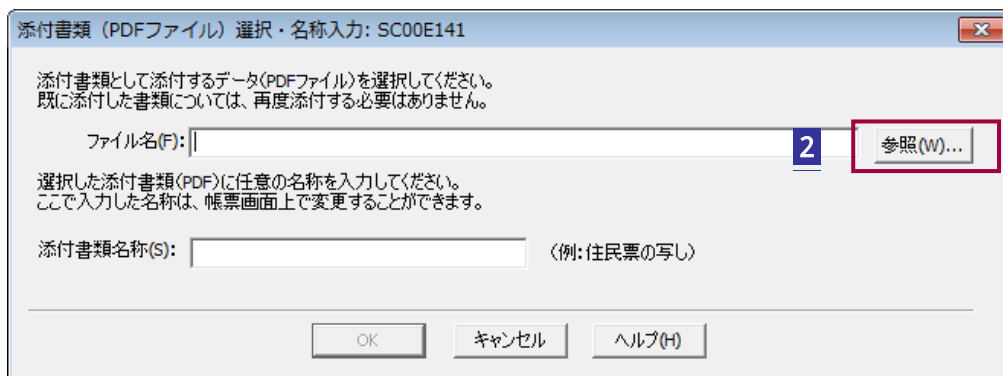 添付書類（PDFファイル）選択・名称入力: SC00E141
添付書類として添付するデータ(PDFファイル)を選択してください。
既に添付した書類については、再度添付する必要はありません。
ファイル名(F):
2
参照(W)...
選択した添付書類(PDF)に任意の名称を入力してください。
ここで入力した名称は、帳票画面上で変更することができます。
添付書類名称(S):
（例:住民票の写し）
OK
キャンセル
ヘルプ(H)